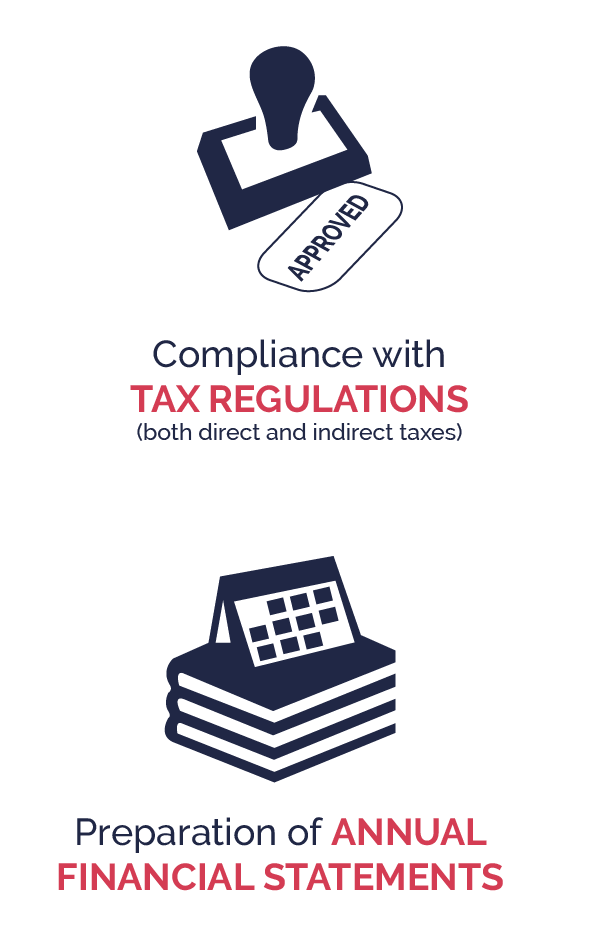 APPROVED
Compliance with
TAX REGULATIONS
(both direct and indirect taxes)
Preparation of ANNUAL
FINANCIAL STATEMENTS